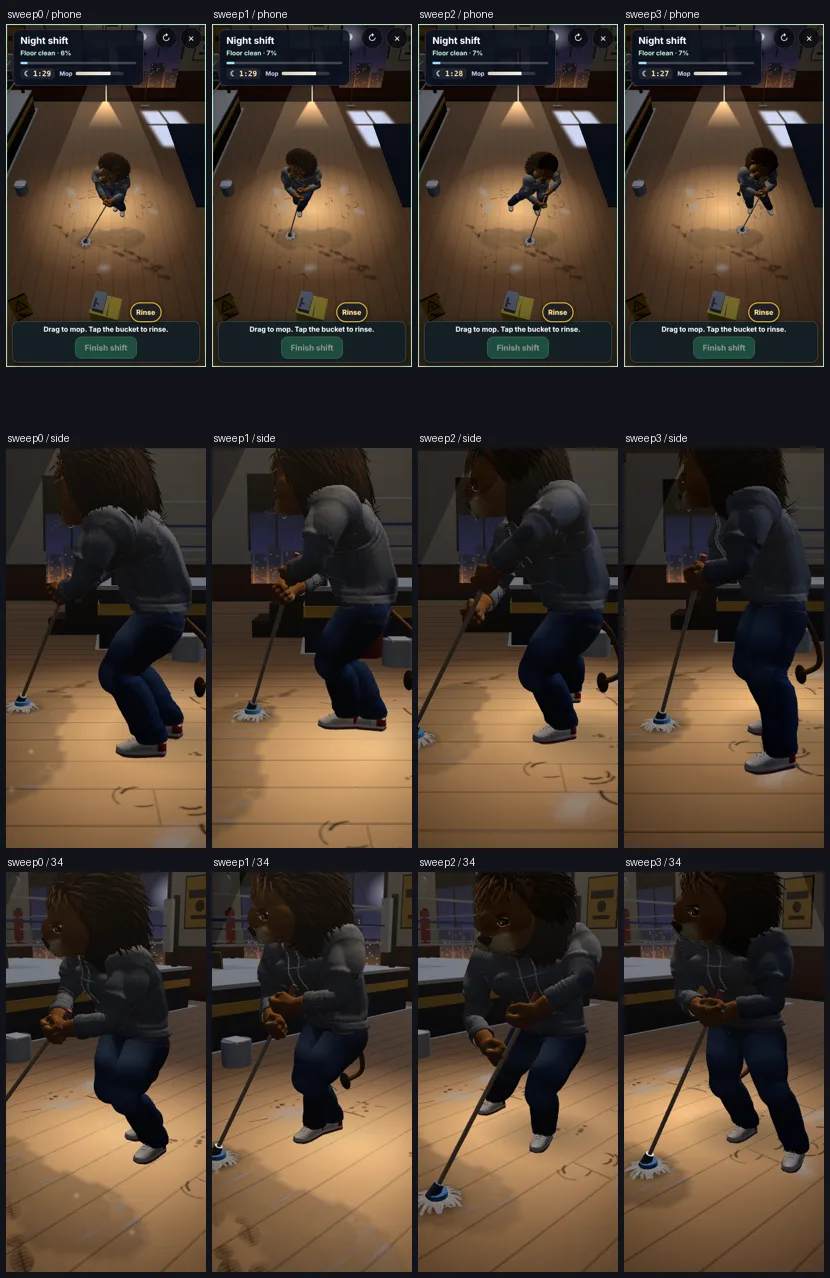 sweep0 / phone
sweep1 / phone
sweep2 / phone
sweep3 / phone
Night shift
Floor clean · 6%
1:29 Mop
Rinse
Drag to mop. Tap the bucket to rinse.
Finish shift
Night shift
Floor clean · 7%
1:29 Mop
Rinse
Drag to mop. Tap the bucket to rinse.
Finish shift
Night shift
Floor clean · 7%
1:28 Mop
Rinse
Drag to mop. Tap the bucket to rinse.
Finish shift
Night shift
Floor clean · 7%
1:27 Mop
Rinse
Drag to mop. Tap the bucket to rinse.
Finish shift
sweep0 / side
sweep1 / side
sweep2 / side
sweep3 / side
sweep0 / 34
sweep1 / 34
sweep2 / 34
sweep3 / 34